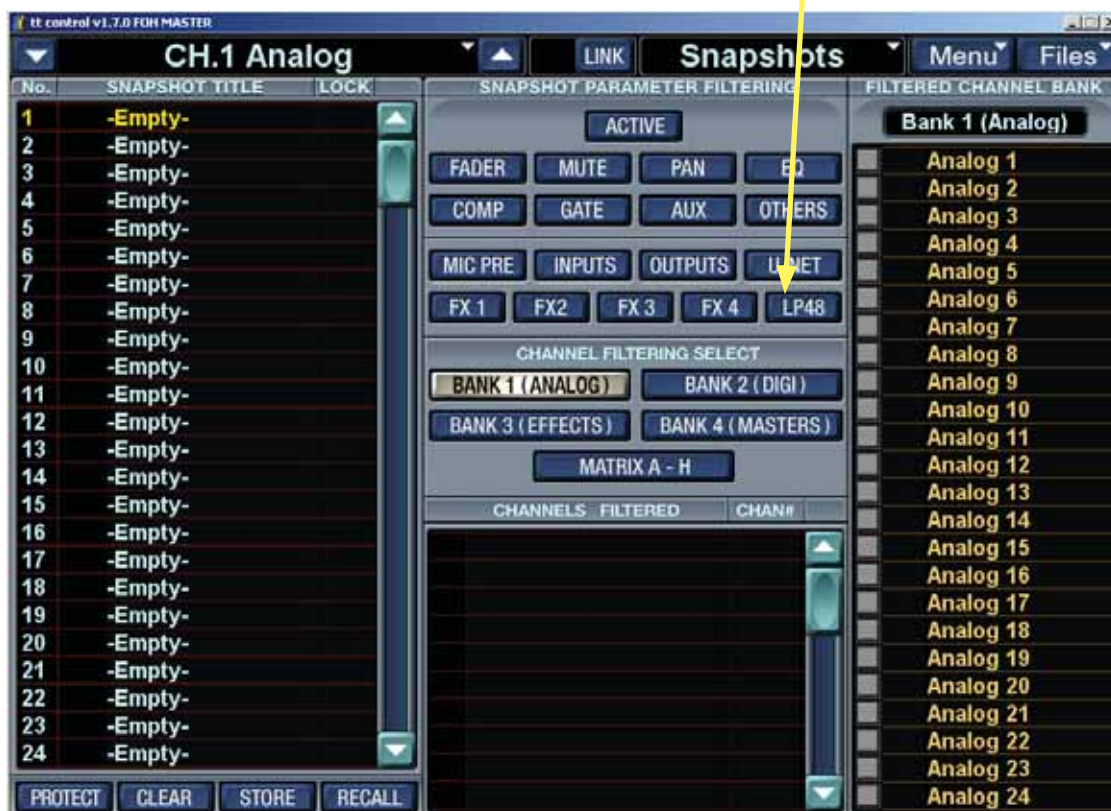 tt control v1.7.0 FOH MASTER
CH.1 Analog LINK Snapshots Menu Files
No. SNAPSHOT TITLE LOCK
1 -Empty-
2 -Empty-
3 -Empty-
4 -Empty-
5 -Empty-
6 -Empty-
7 -Empty-
8 -Empty-
9 -Empty-
10 -Empty-
11 -Empty-
12 -Empty-
13 -Empty-
14 -Empty-
15 -Empty-
16 -Empty-
17 -Empty-
18 -Empty-
19 -Empty-
20 -Empty-
21 -Empty-
22 -Empty-
23 -Empty-
24 -Empty-
PROTECT CLEAR STORE RECALL
SNAPSHOT PARAMETER FILTERING
ACTIVE
FADER MUTE PAN EQ
COMP GATE AUX OTHERS
MIC PRE INPUTS OUTPUTS U-NET
FX 1 FX2 FX 3 FX 4 LP48
CHANNEL FILTERING SELECT
BANK 1 (ANALOG) BANK 2 (DIGI)
BANK 3 (EFFECTS) BANK 4 (MASTERS)
MATRIX A - H
CHANNELS FILTERED CHAN#
FILTERED CHANNEL BANK
Bank 1 (Analog)
Analog 1
Analog 2
Analog 3
Analog 4
Analog 5
Analog 6
Analog 7
Analog 8
Analog 9
Analog 10
Analog 11
Analog 12
Analog 13
Analog 14
Analog 15
Analog 16
Analog 17
Analog 18
Analog 19
Analog 20
Analog 21
Analog 22
Analog 23
Analog 24